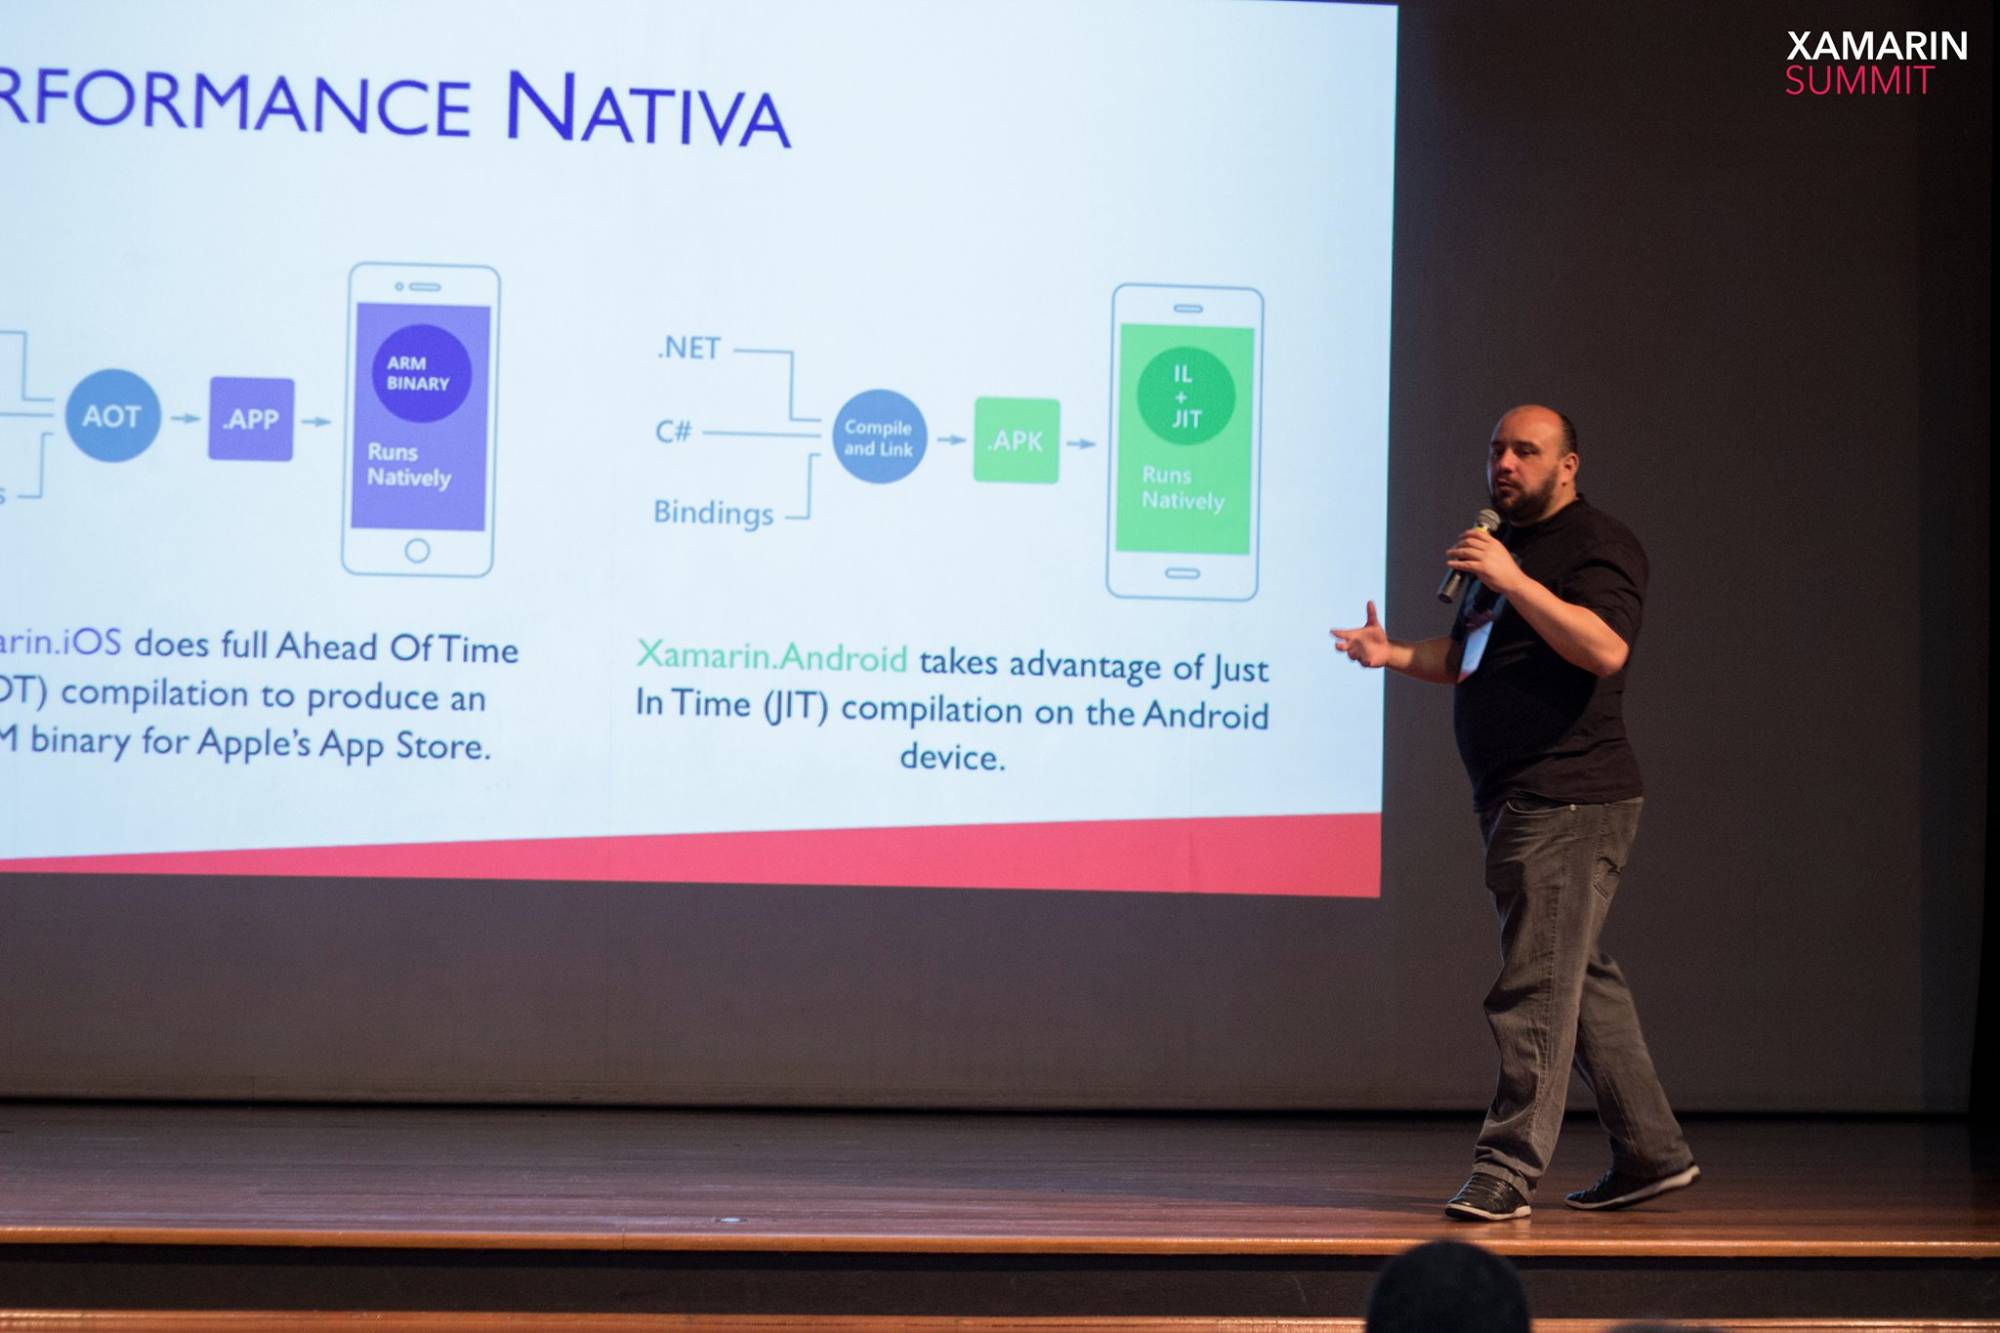 XAMARIN
SUMMIT
RFORMANCE NATIVA
AOT
.APP
ARM
BINARY
Runs
Natively
.NET
C#
Bindings
Compile
and Link
.APK
IL
+
JIT
Runs
Natively
arin.iOS does full Ahead Of Time
OT) compilation to produce an
M binary for Apple's App Store.
Xamarin.Android takes advantage of Just
In Time (JIT) compilation on the Android
device.